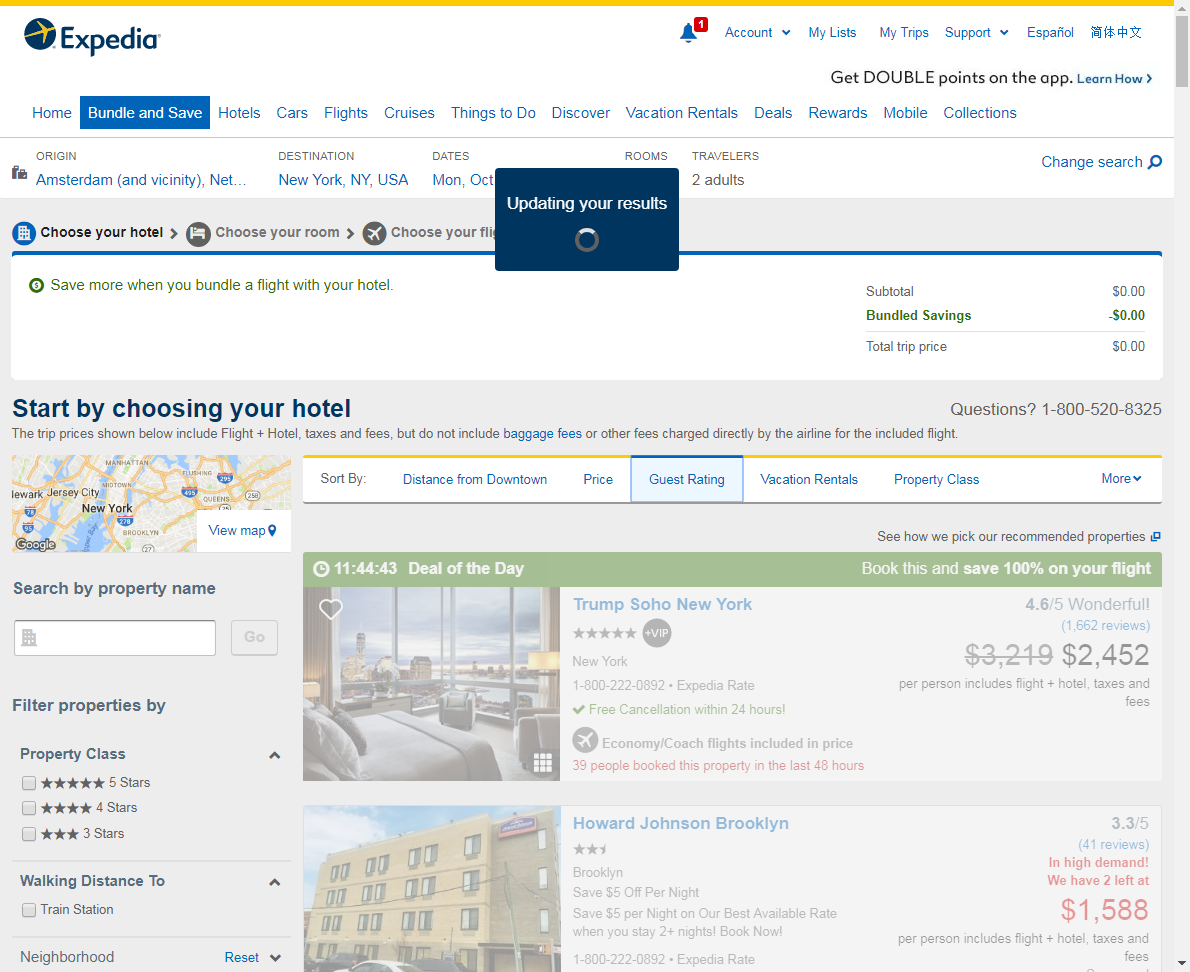 Expedia
1
Account
My Lists
My Trips
Support
Español
简体中文
Get DOUBLE points on the app. Learn How
Home
Bundle and Save
Hotels
Cars
Flights
Cruises
Things to Do
Discover
Vacation Rentals
Deals
Rewards
Mobile
Collections
ORIGIN
DESTINATION
DATES
ROOMS
TRAVELERS
Amsterdam (and vicinity), Net...
New York, NY, USA
Mon, Oct
2 adults
Change search
Updating your results
Choose your hotel
Choose your room
Choose your
Save more when you bundle a flight with your hotel.
Subtotal $0.00
Bundled Savings -$0.00
Total trip price $0.00
Start by choosing your hotel
Questions? 1-800-520-8325
The trip prices shown below include Flight + Hotel, taxes and fees, but do not include baggage fees or other fees charged directly by the airline for the included flight.
MANHATTAN
FLUSHING
295
lewark
Jersey City
MIDTOWN
495
QUEENS
258
78
New York
278
95
BROOKLYN
27
Google
View map
Sort By:
Distance from Downtown
Price
Guest Rating
Vacation Rentals
Property Class
More
See how we pick our recommended properties
Search by property name
Go
Filter properties by
Property Class
5 Stars
4 Stars
3 Stars
Walking Distance To
Train Station
Neighborhood
Reset
11:44:43 Deal of the Day
Book this and save 100% on your flight
Trump Soho New York
+VIP
New York
1-800-222-0892 • Expedia Rate
Free Cancellation within 24 hours!
Economy/Coach flights included in price
39 people booked this property in the last 48 hours
4.6/5 Wonderful!
(1,662 reviews)
$3,219 $2,452
per person includes flight + hotel, taxes and
fees
Howard Johnson Brooklyn
Brooklyn
Save $5 Off Per Night
Save $5 per Night on Our Best Available Rate
when you stay 2+ nights! Book Now!
1-800-222-0892 • Expedia Rate
3.3/5
(41 reviews)
In high demand!
We have 2 left at
$1,588
per person includes flight + hotel, taxes and
fees